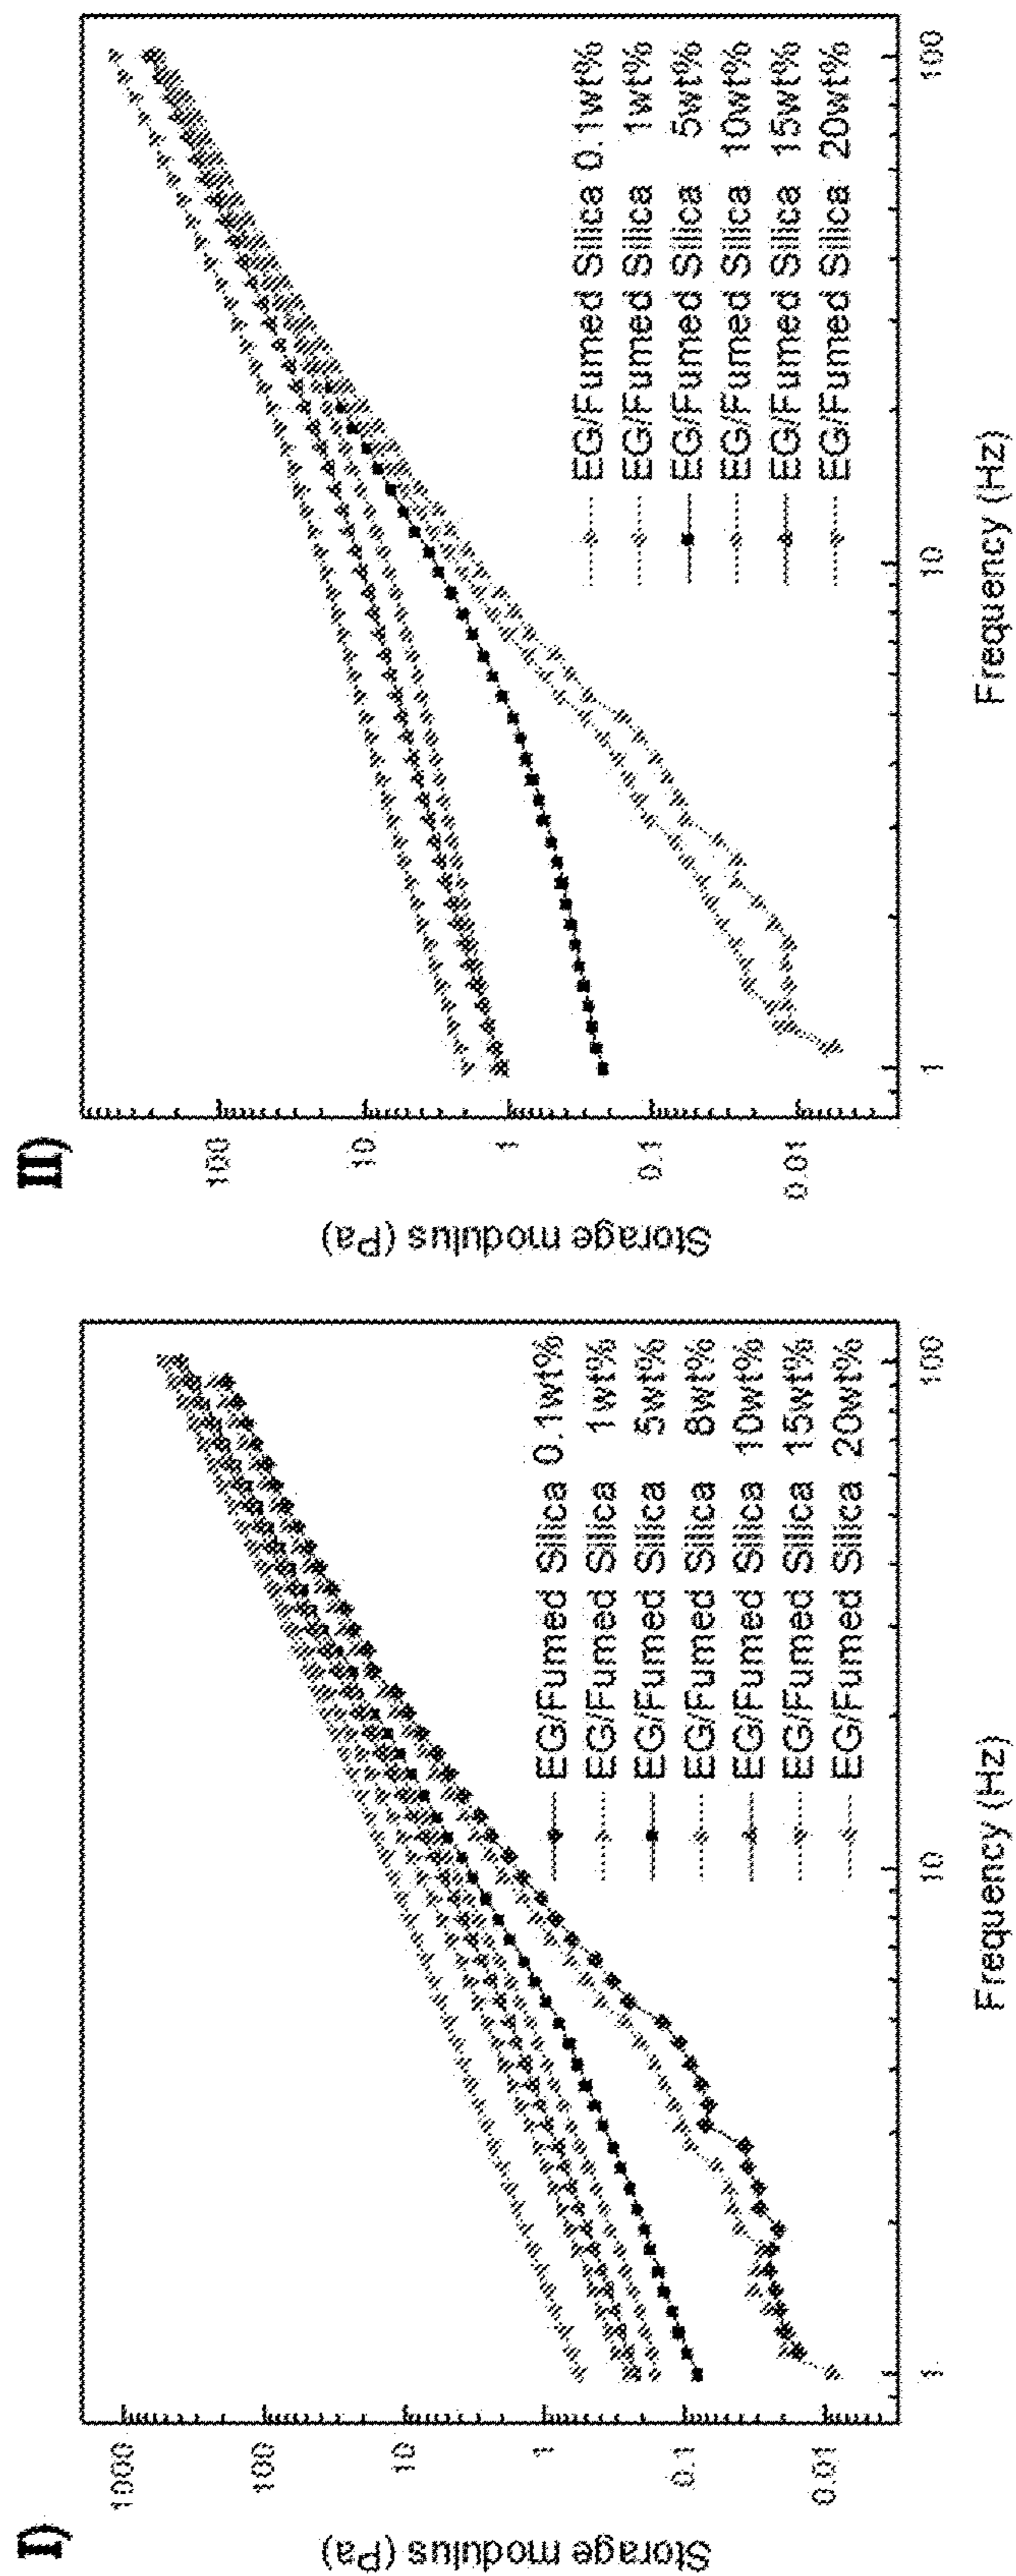 I)
Storage modulus (Pa)
1000
100
10
1
0.1
0.01
EG/Fumed Silica 0.1wt%
EG/Fumed Silica 1wt%
EG/Fumed Silica 5wt%
EG/Fumed Silica 8wt%
EG/Fumed Silica 10wt%
EG/Fumed Silica 15wt%
EG/Fumed Silica 20wt%
1
10
100
Frequency (Hz)
II)
Storage modulus (Pa)
100
10
1
0.1
0.01
EG/Fumed Silica 0.1wt%
EG/Fumed Silica 1wt%
EG/Fumed Silica 5wt%
EG/Fumed Silica 10wt%
EG/Fumed Silica 15wt%
EG/Fumed Silica 20wt%
1
10
100
Frequency (Hz)